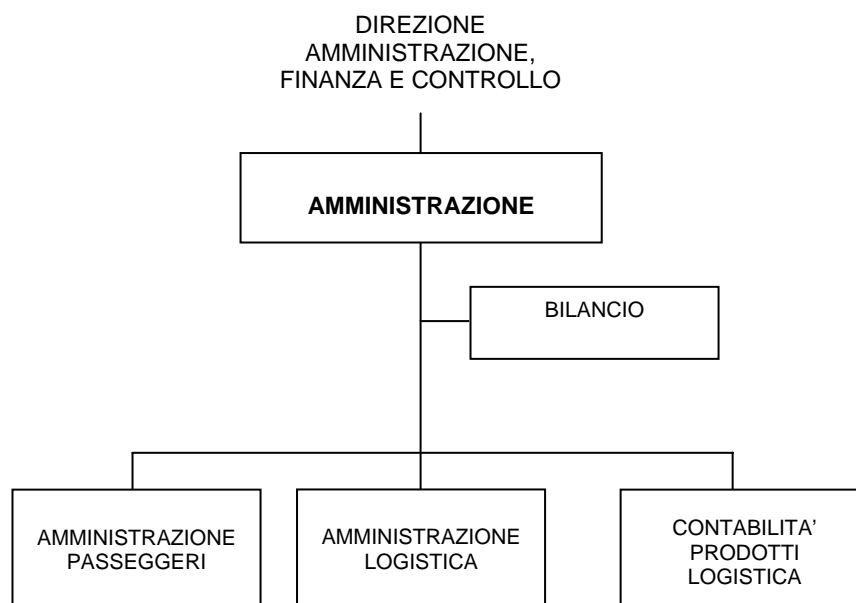 DIREZIONE
AMMINISTRAZIONE,
FINANZA E CONTROLLO
AMMINISTRAZIONE
BILANCIO
AMMINISTRAZIONE
PASSEGGERI
AMMINISTRAZIONE
LOGISTICA
CONTABILITA’
PRODOTTI
LOGISTICA